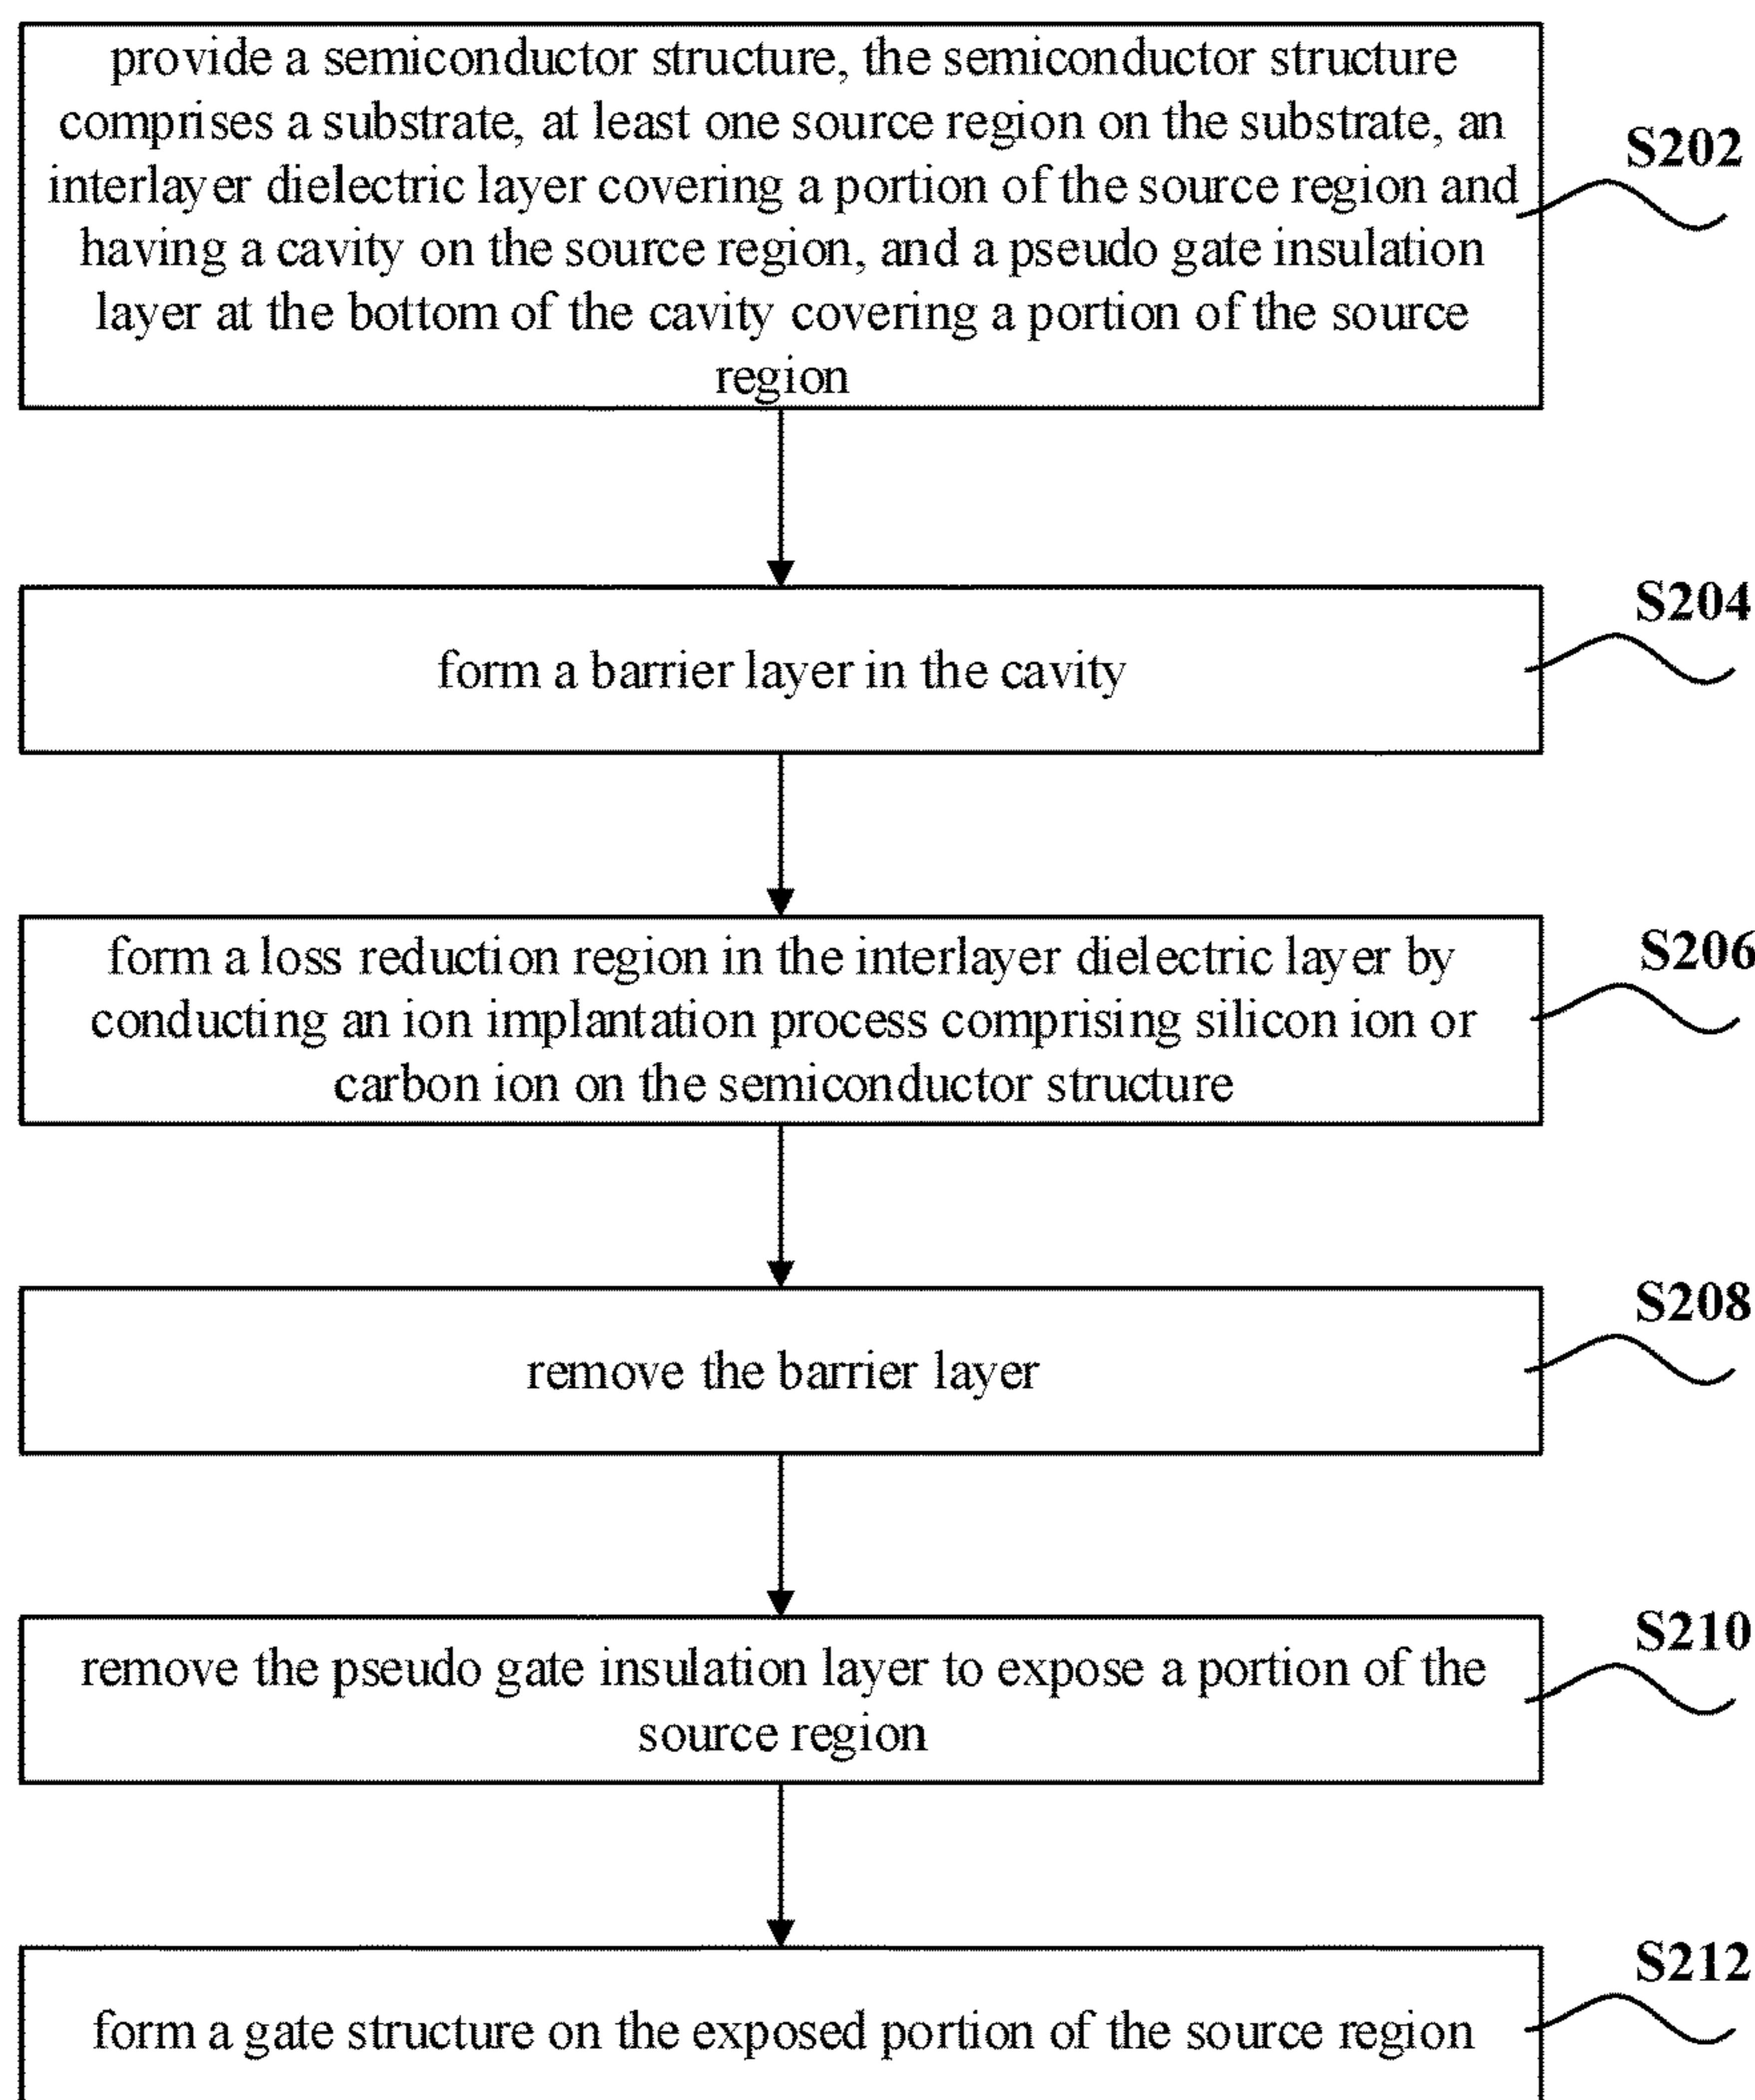 provide a semiconductor structure, the semiconductor structure
comprises a substrate, at least one source region on the substrate, an
interlayer dielectric layer covering a portion of the source region and
having a cavity on the source region, and a pseudo gate insulation
layer at the bottom of the cavity covering a portion of the source
region
S202
form a barrier layer in the cavity
S204
form a loss reduction region in the interlayer dielectric layer by
conducting an ion implantation process comprising silicon ion or
carbon ion on the semiconductor structure
S206
remove the barrier layer
S208
remove the pseudo gate insulation layer to expose a portion of the
source region
S210
form a gate structure on the exposed portion of the source region
S212